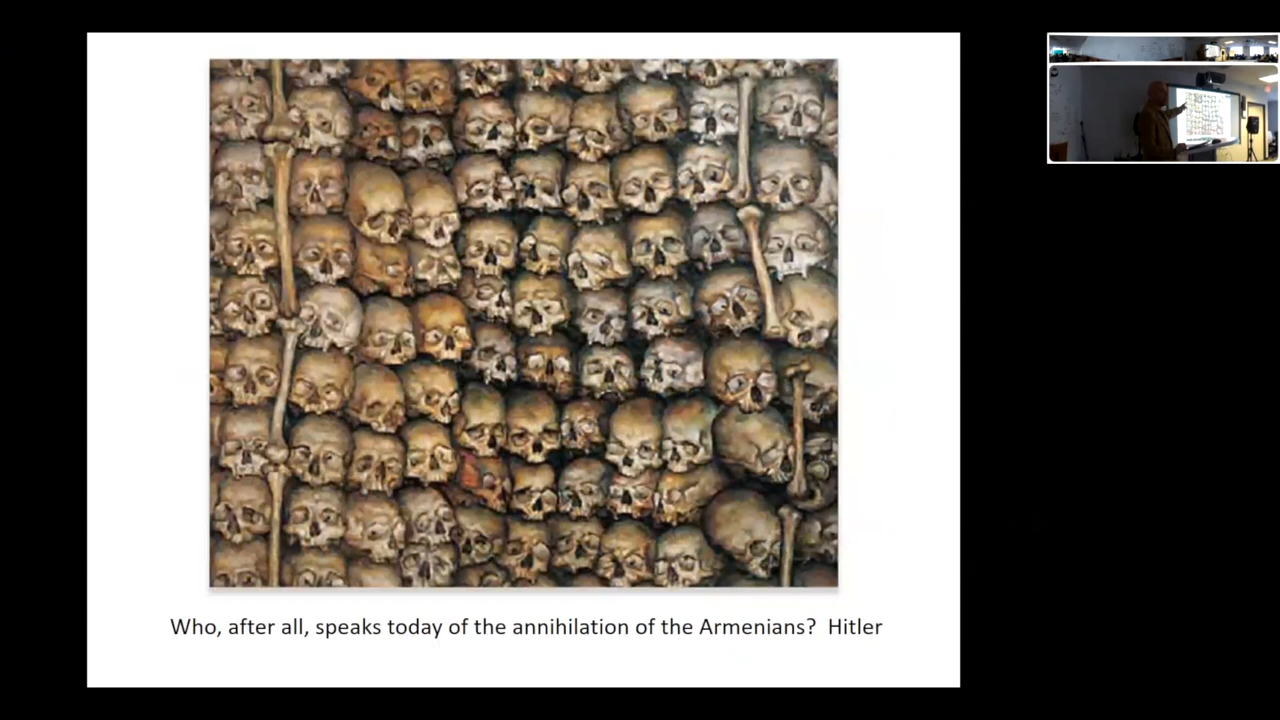 Who, after all, speaks today of the annihilation of the Armenians? Hitler